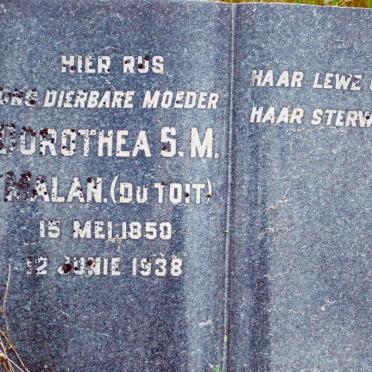 HIER RUS
ONS DIERBARE MOEDER
DOROTHEA S.M.
MALAN.(DU TOIT)
15 MEI.1850
12 JUNIE 1938
HAAR LEWE
HAAR STERW